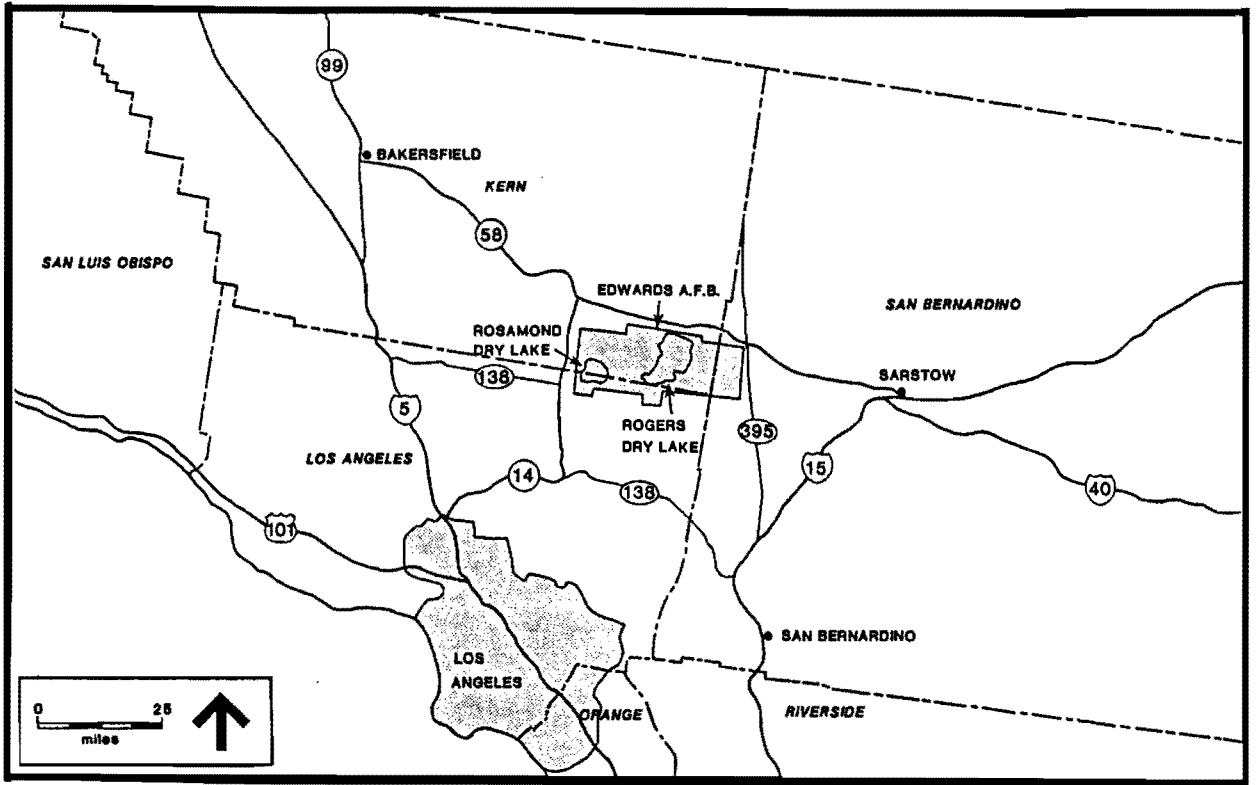 99
BAKERSFIELD
KERN
58
SAN LUIS OBISPO
EDWARDS A.F.B.
SAN BERNARDINO
ROSAMOND
DRY LAKE
138
SARSTOW
5
ROGERS
DRY LAKE
395
LOS ANGELES
14
138
15
40
101
SAN BERNARDINO
LOS
ANGELES
ORANGE
RIVERSIDE
0 25
miles